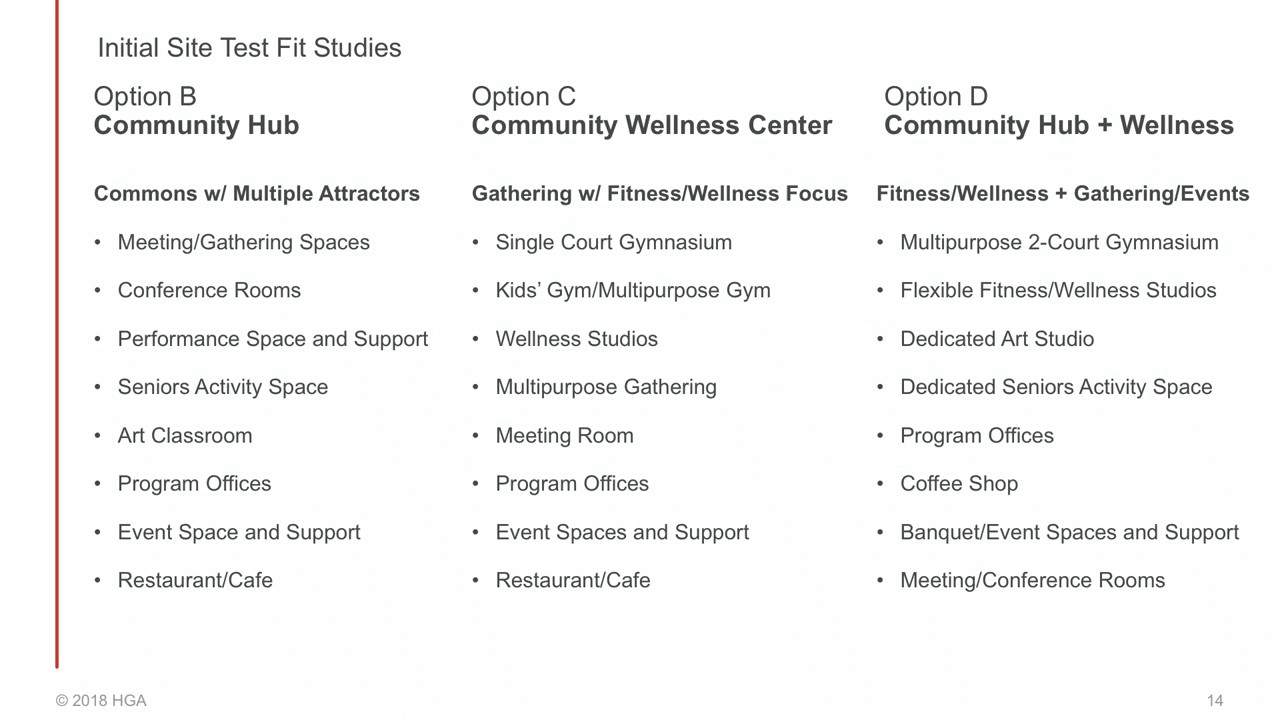 Initial Site Test Fit Studies
Option B
Community Hub
Commons w/ Multiple Attractors
• Meeting/Gathering Spaces
• Conference Rooms
• Performance Space and Support
• Seniors Activity Space
• Art Classroom
• Program Offices
• Event Space and Support
• Restaurant/Cafe
Option C
Community Wellness Center
Gathering w/ Fitness/Wellness Focus
• Single Court Gymnasium
• Kids’ Gym/Multipurpose Gym
• Wellness Studios
• Multipurpose Gathering
• Meeting Room
• Program Offices
• Event Spaces and Support
• Restaurant/Cafe
Option D
Community Hub + Wellness
Fitness/Wellness + Gathering/Events
• Multipurpose 2-Court Gymnasium
• Flexible Fitness/Wellness Studios
• Dedicated Art Studio
• Dedicated Seniors Activity Space
• Program Offices
• Coffee Shop
• Banquet/Event Spaces and Support
• Meeting/Conference Rooms
© 2018 HGA
14